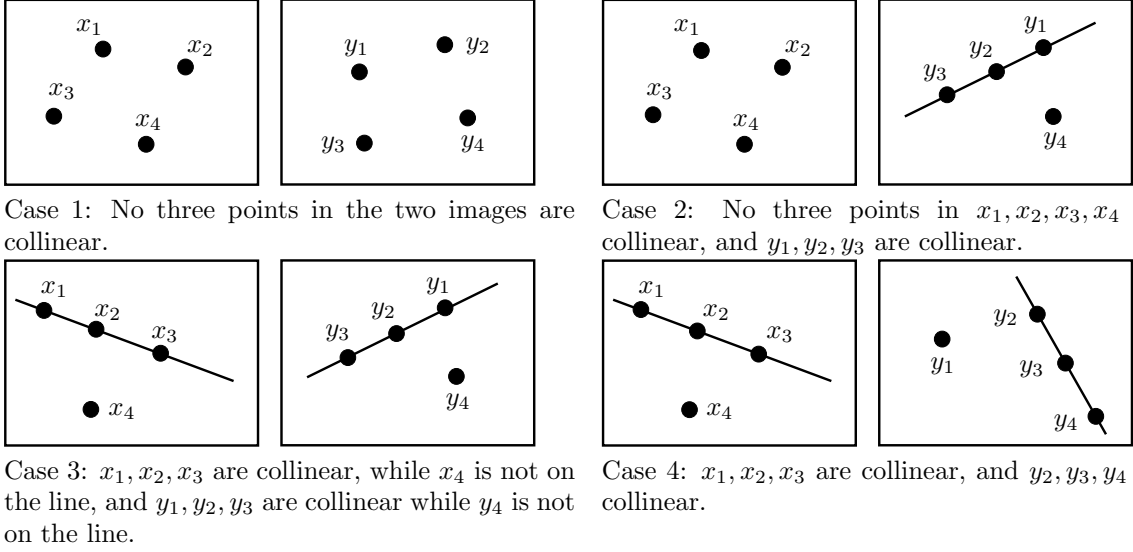 x₁
x₂
x₃
x₄
y₁
y₂
y₃
y₄
Case 1: No three points in the two images are
collinear.
x₁
x₂
x₃
x₄
y₁
y₂
y₃
y₄
Case 2: No three points in x₁, x₂, x₃, x₄
collinear, and y₁, y₂, y₃ are collinear.
x₁
x₂
x₃
x₄
y₁
y₂
y₃
y₄
Case 3: x₁, x₂, x₃ are collinear, while x₄ is not on
the line, and y₁, y₂, y₃ are collinear while y₄ is not
on the line.
x₁
x₂
x₃
x₄
y₂
y₁
y₃
y₄
Case 4: x₁, x₂, x₃ are collinear, and y₂, y₃, y₄
collinear.